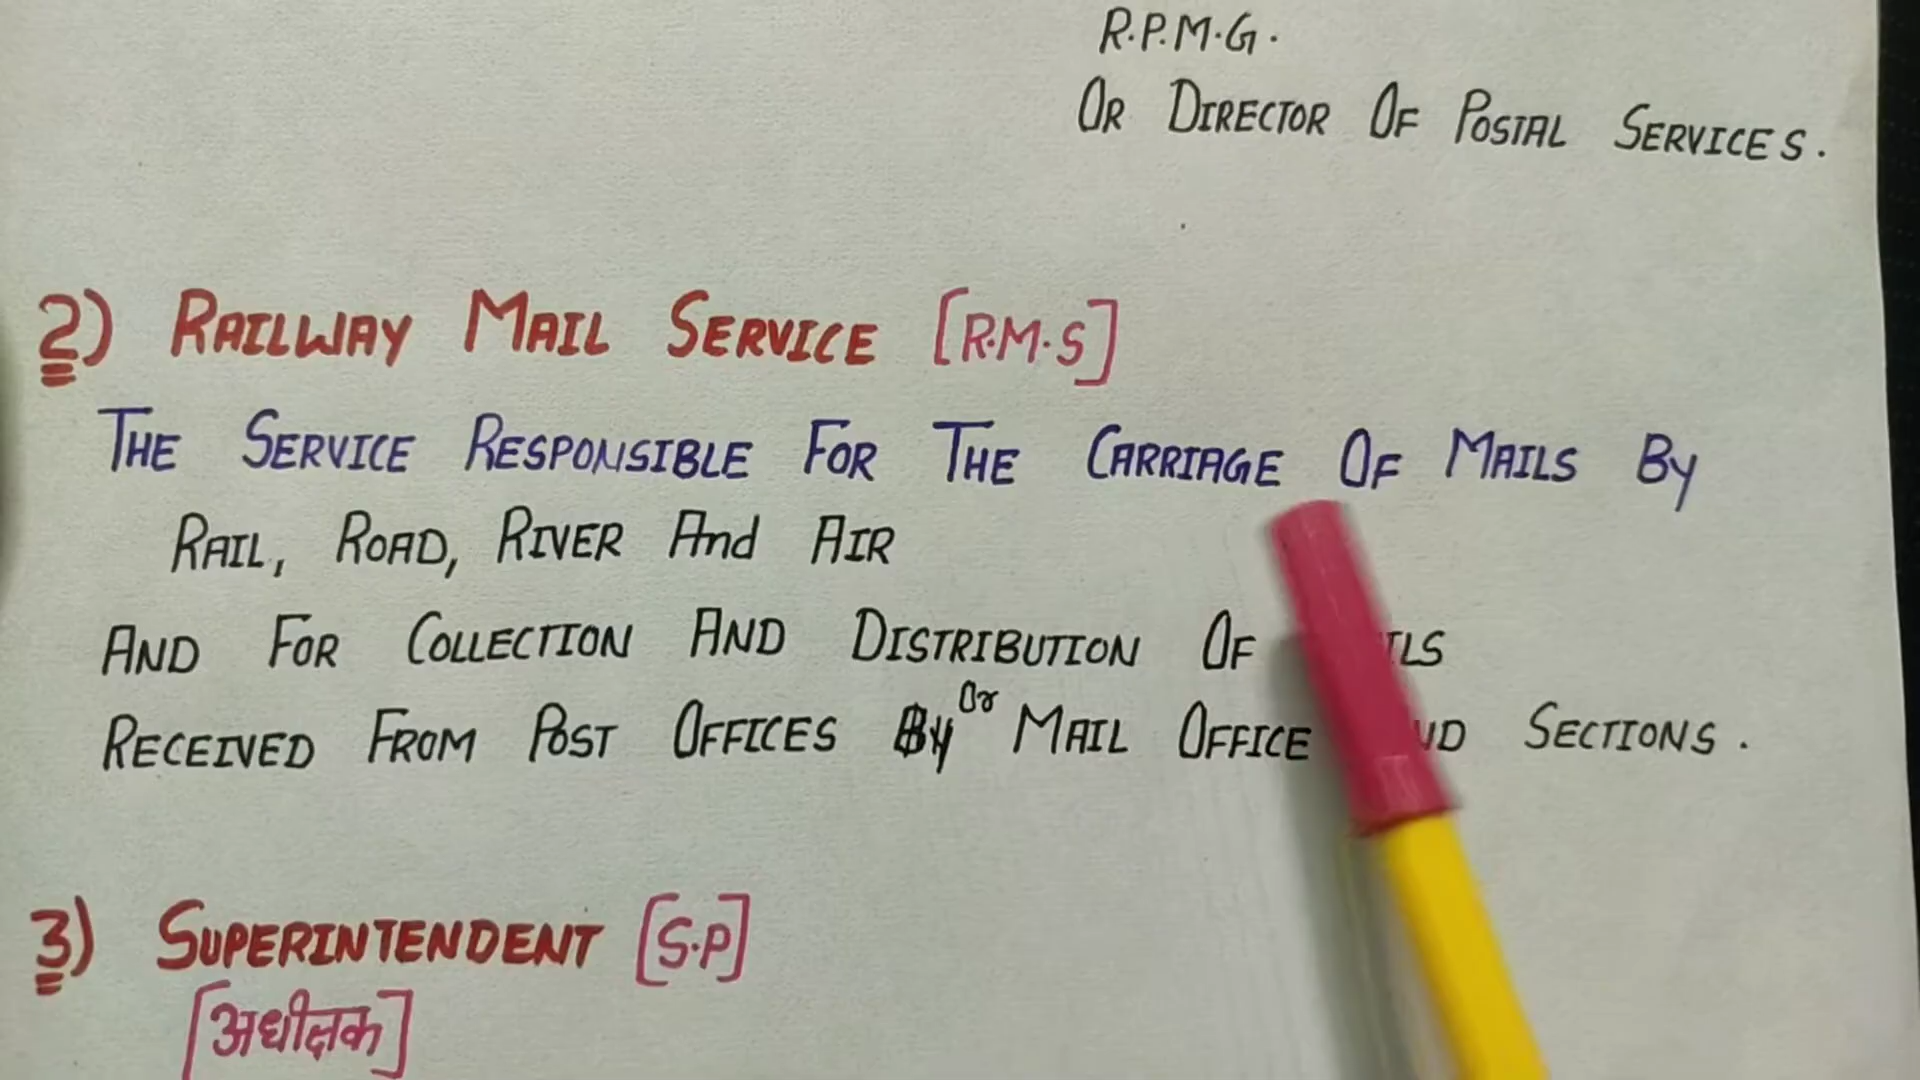 R.P.M.G.
OR DIRECTOR OF POSTAL SERVICES.
2) RAILWAY MAIL SERVICE [R.M.S]
THE SERVICE RESPONSIBLE FOR THE CARRIAGE OF MAILS BY
RAIL, ROAD, RIVER And AIR
AND FOR COLLECTION AND DISTRIBUTION OF
RECEIVED FROM POST OFFICES By Or MAIL OFFICE SECTIONS.
3) SUPERINTENDENT [S.P]
[अधीक्षक]